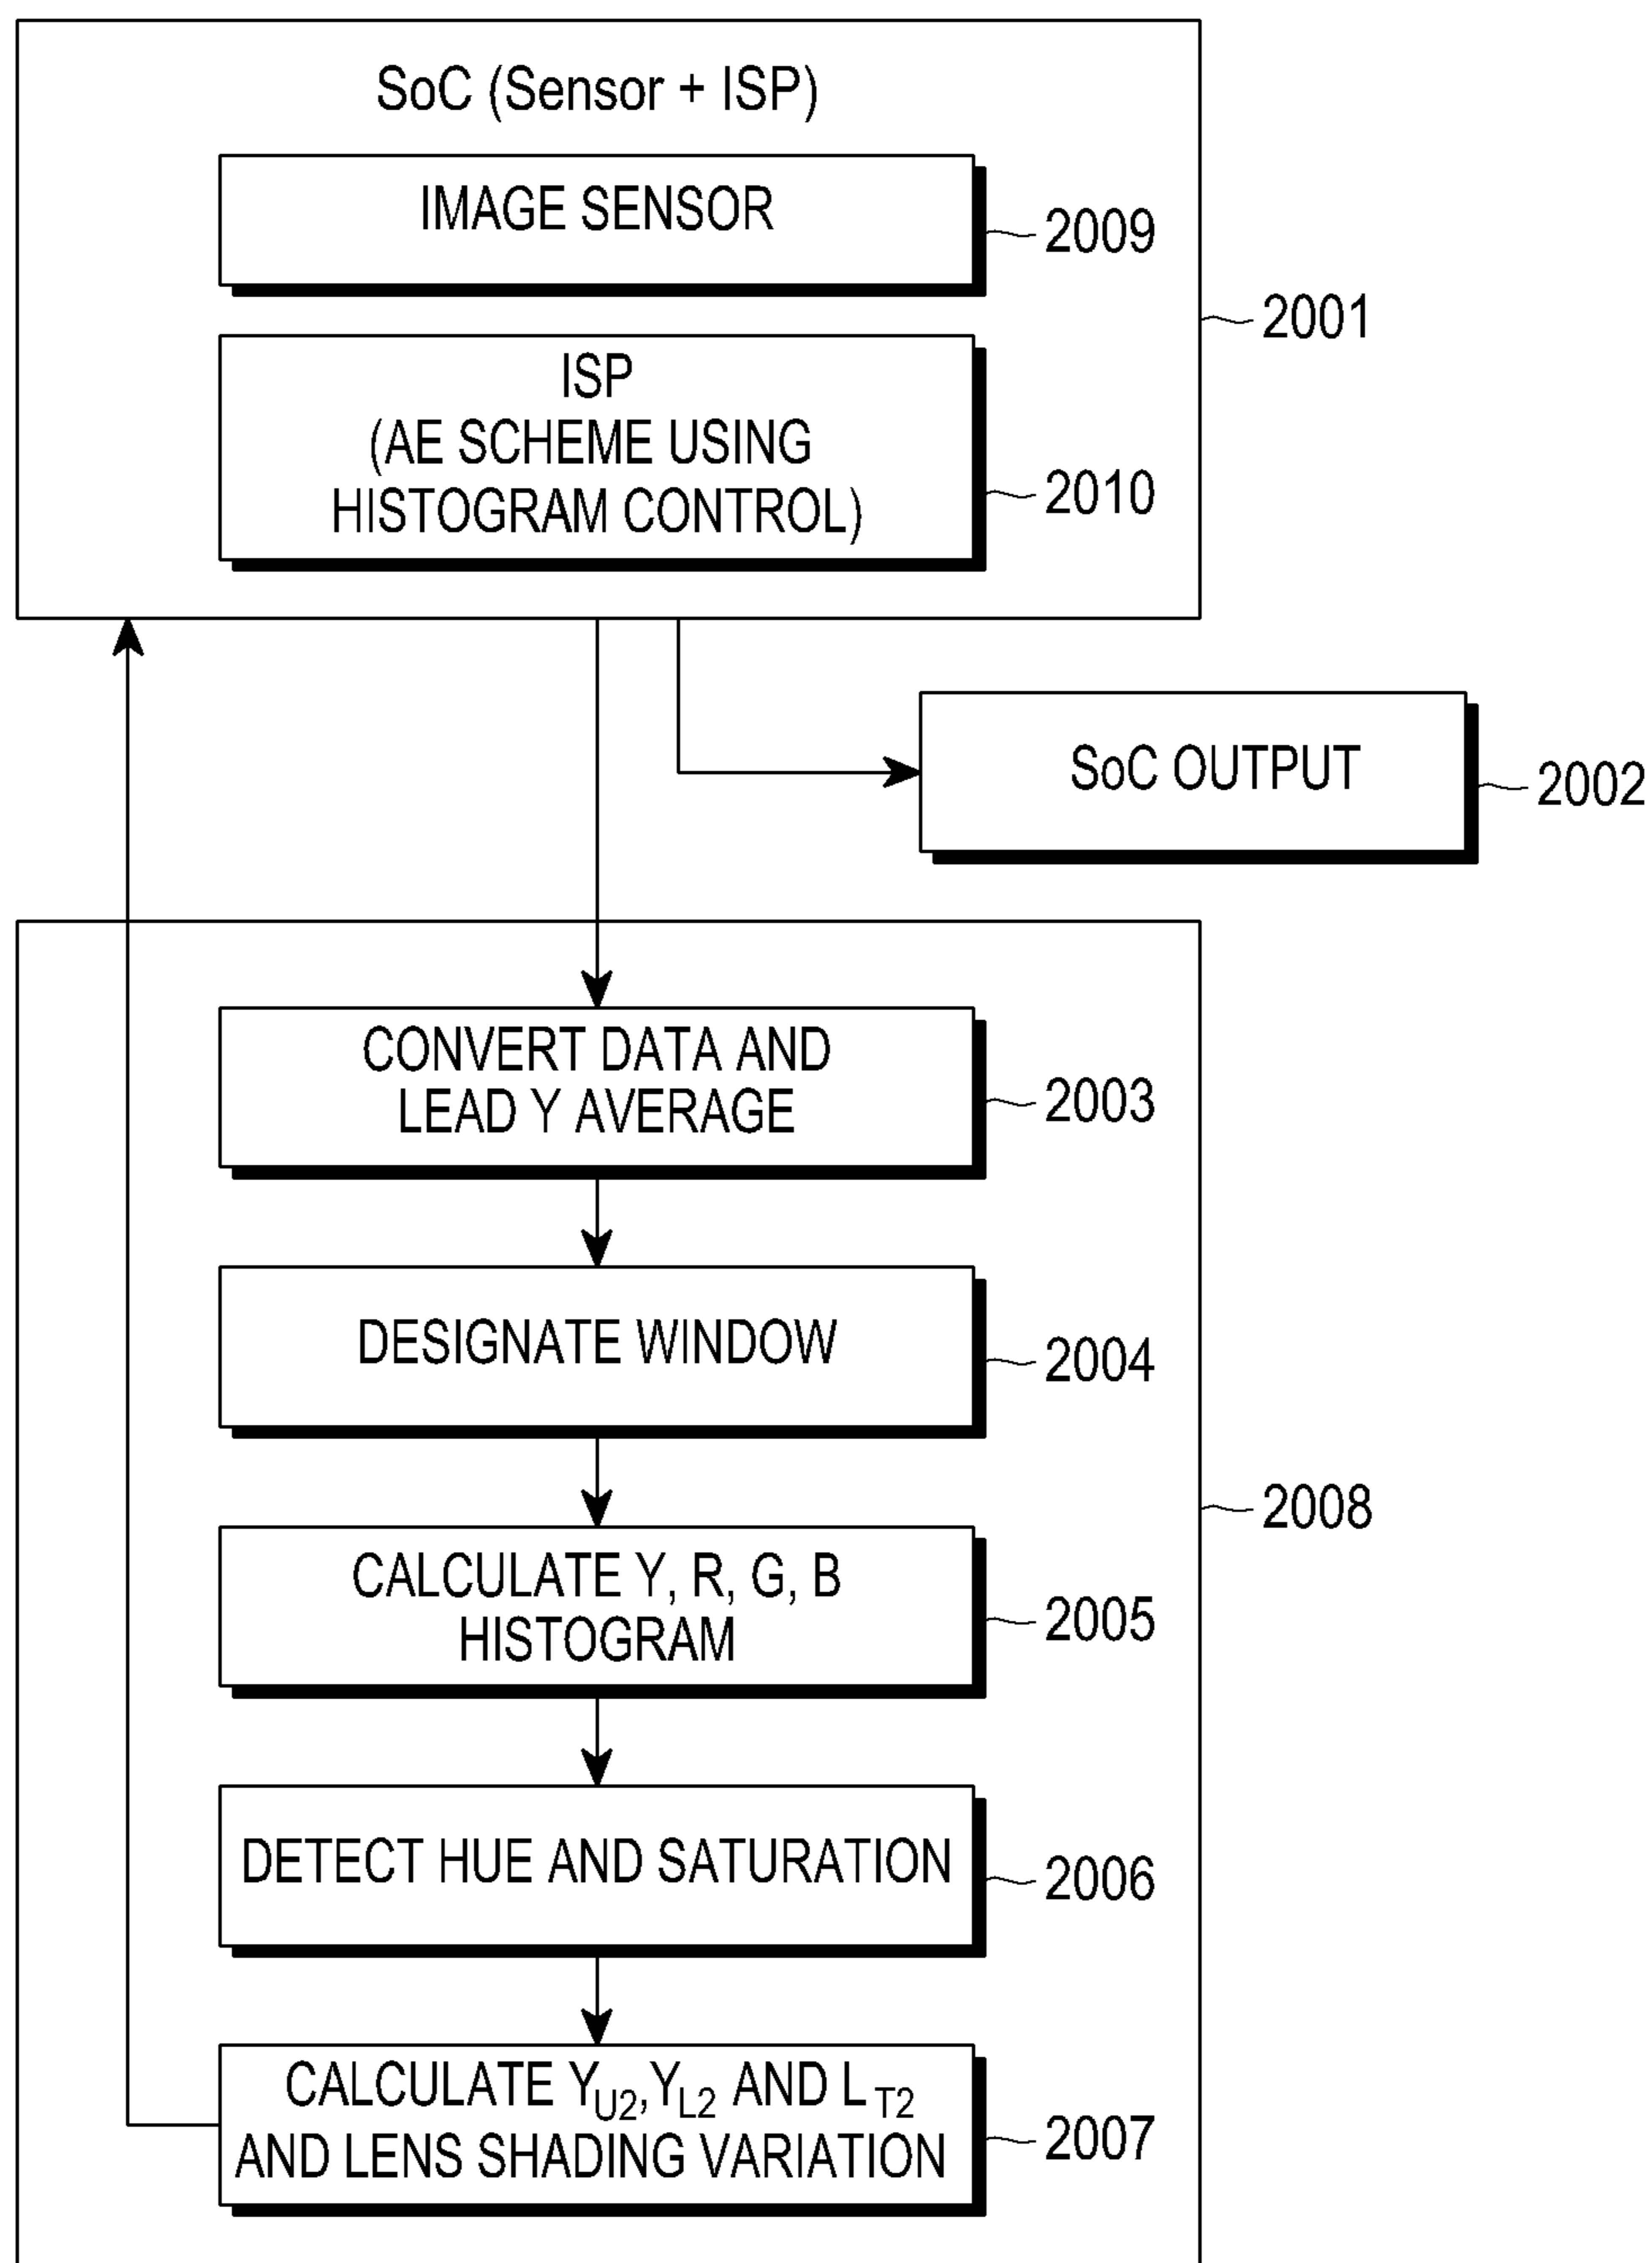 SoC (Sensor + ISP)
IMAGE SENSOR
2009
2001
ISP
(AE SCHEME USING
HISTOGRAM CONTROL)
2010
SoC OUTPUT
2002
CONVERT DATA AND
LEAD Y AVERAGE
2003
DESIGNATE WINDOW
2004
2008
CALCULATE Y, R, G, B
HISTOGRAM
2005
DETECT HUE AND SATURATION
2006
CALCULATE YU2, YL2 AND LT2
AND LENS SHADING VARIATION
2007